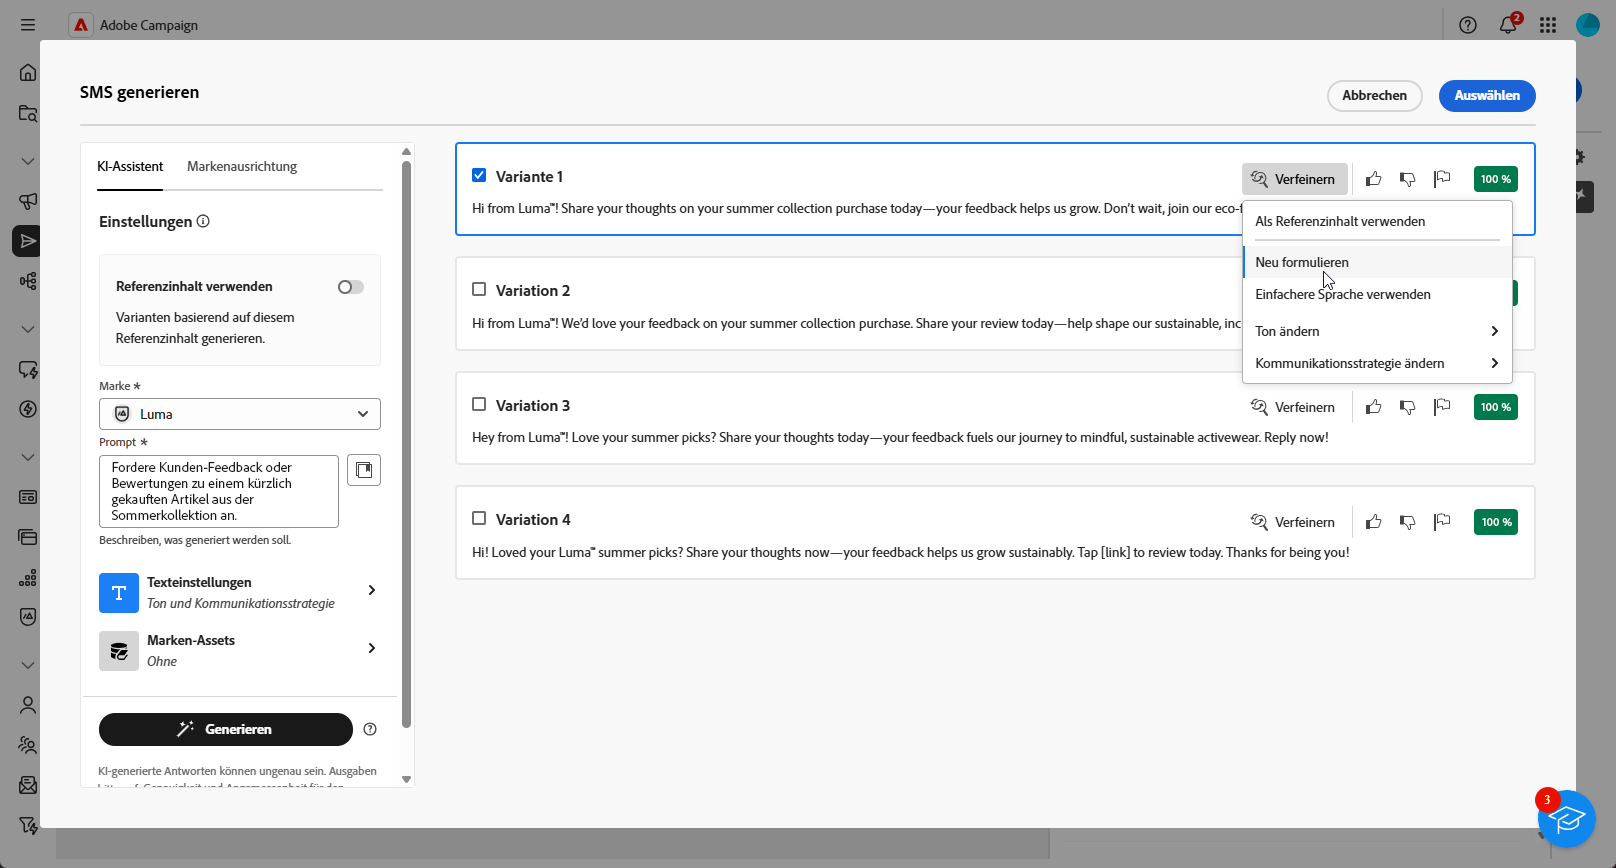 Adobe Campaign
2
SMS generieren
Abbrechen
Auswählen
KI-Assistent
Markenausrichtung
Einstellungen
Referenzinhalt verwenden
Varianten basierend auf diesem
Referenzinhalt generieren.
Marke *
Luma
Prompt *
Fordere Kunden-Feedback oder
Bewertungen zu einem kürzlich
gekauften Artikel aus der
Sommerkollektion an.
Beschreiben, was generiert werden soll.
Texteinstellungen
Ton und Kommunikationsstrategie
Marken-Assets
Ohne
Generieren
KI-generierte Antworten können ungenau sein. Ausgaben
Variante 1
Verfeinern
100 %
Hi from Luma™! Share your thoughts on your summer collection purchase today—your feedback helps us grow. Don't wait, join our eco-
Als Referenzinhalt verwenden
Neu formulieren
Einfachere Sprache verwenden
Ton ändern
Kommunikationsstrategie ändern
Variation 2
Hi from Luma™! We'd love your feedback on your summer collection purchase. Share your review today—help shape our sustainable, inc
Variation 3
Verfeinern
100 %
Hey from Luma™! Love your summer picks? Share your thoughts today—your feedback fuels our journey to mindful, sustainable activewear. Reply now!
Variation 4
Verfeinern
100 %
Hi! Loved your Luma™ summer picks? Share your thoughts now—your feedback helps us grow sustainably. Tap [link] to review today. Thanks for being you!
3